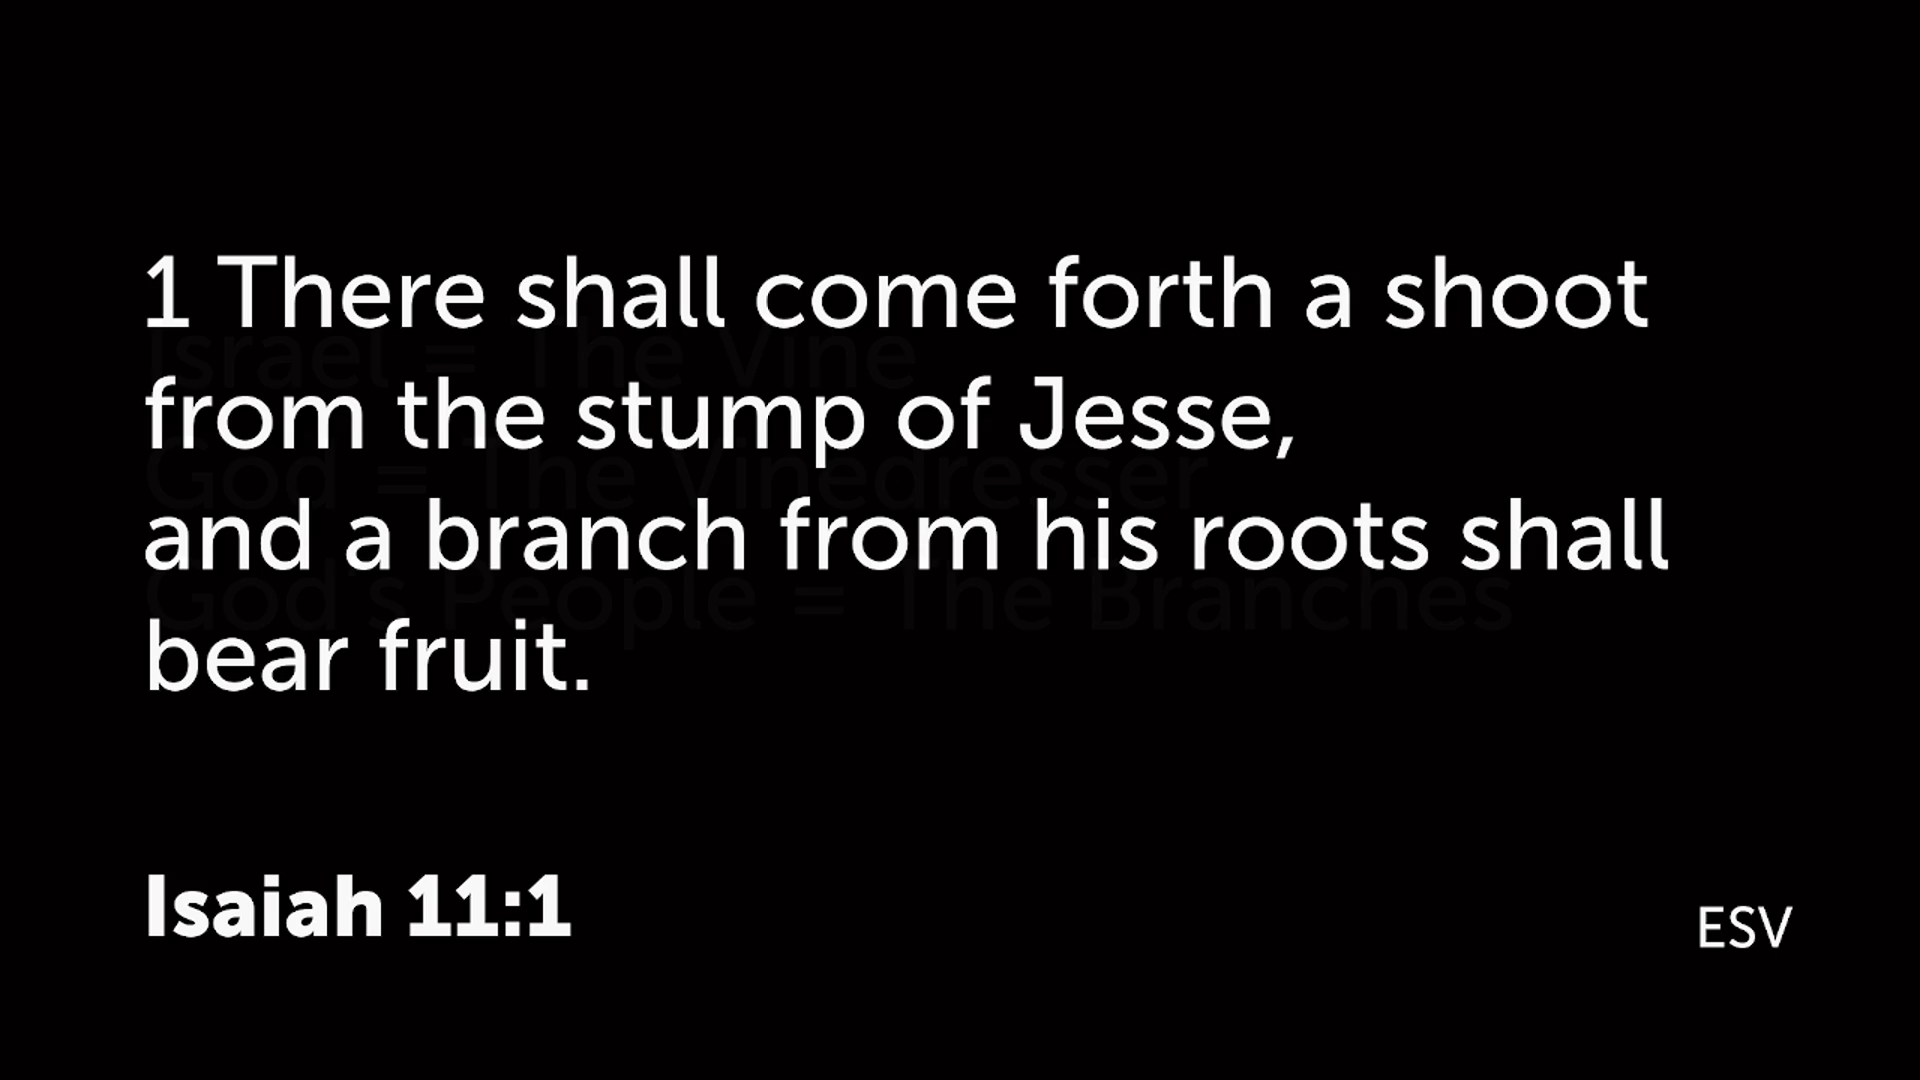 1 There shall come forth a shoot
Israel = The Vine
from the stump of Jesse,
God = The Vinedresser
and a branch from his roots shall
God's People = The Branches
bear fruit.
Isaiah 11:1
ESV